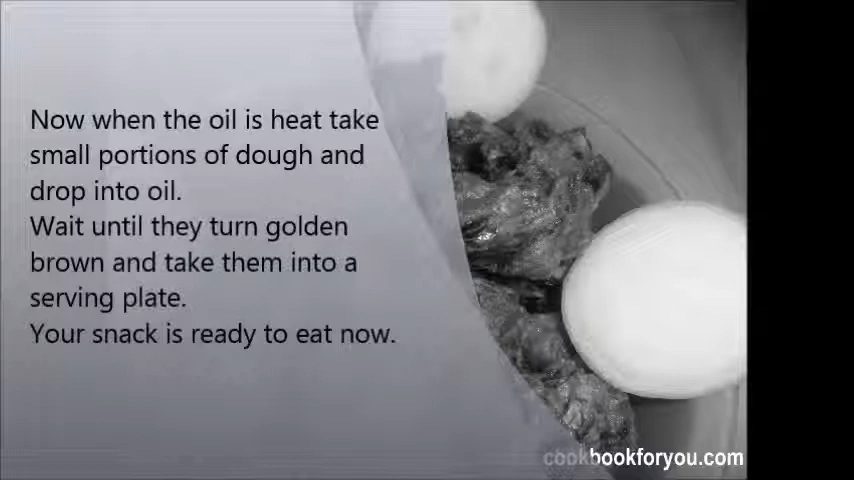 Now when the oil is heat take
small portions of dough and
drop into oil.
Wait until they turn golden
brown and take them into a
serving plate.
Your snack is ready to eat now.
cookbookforyou.com